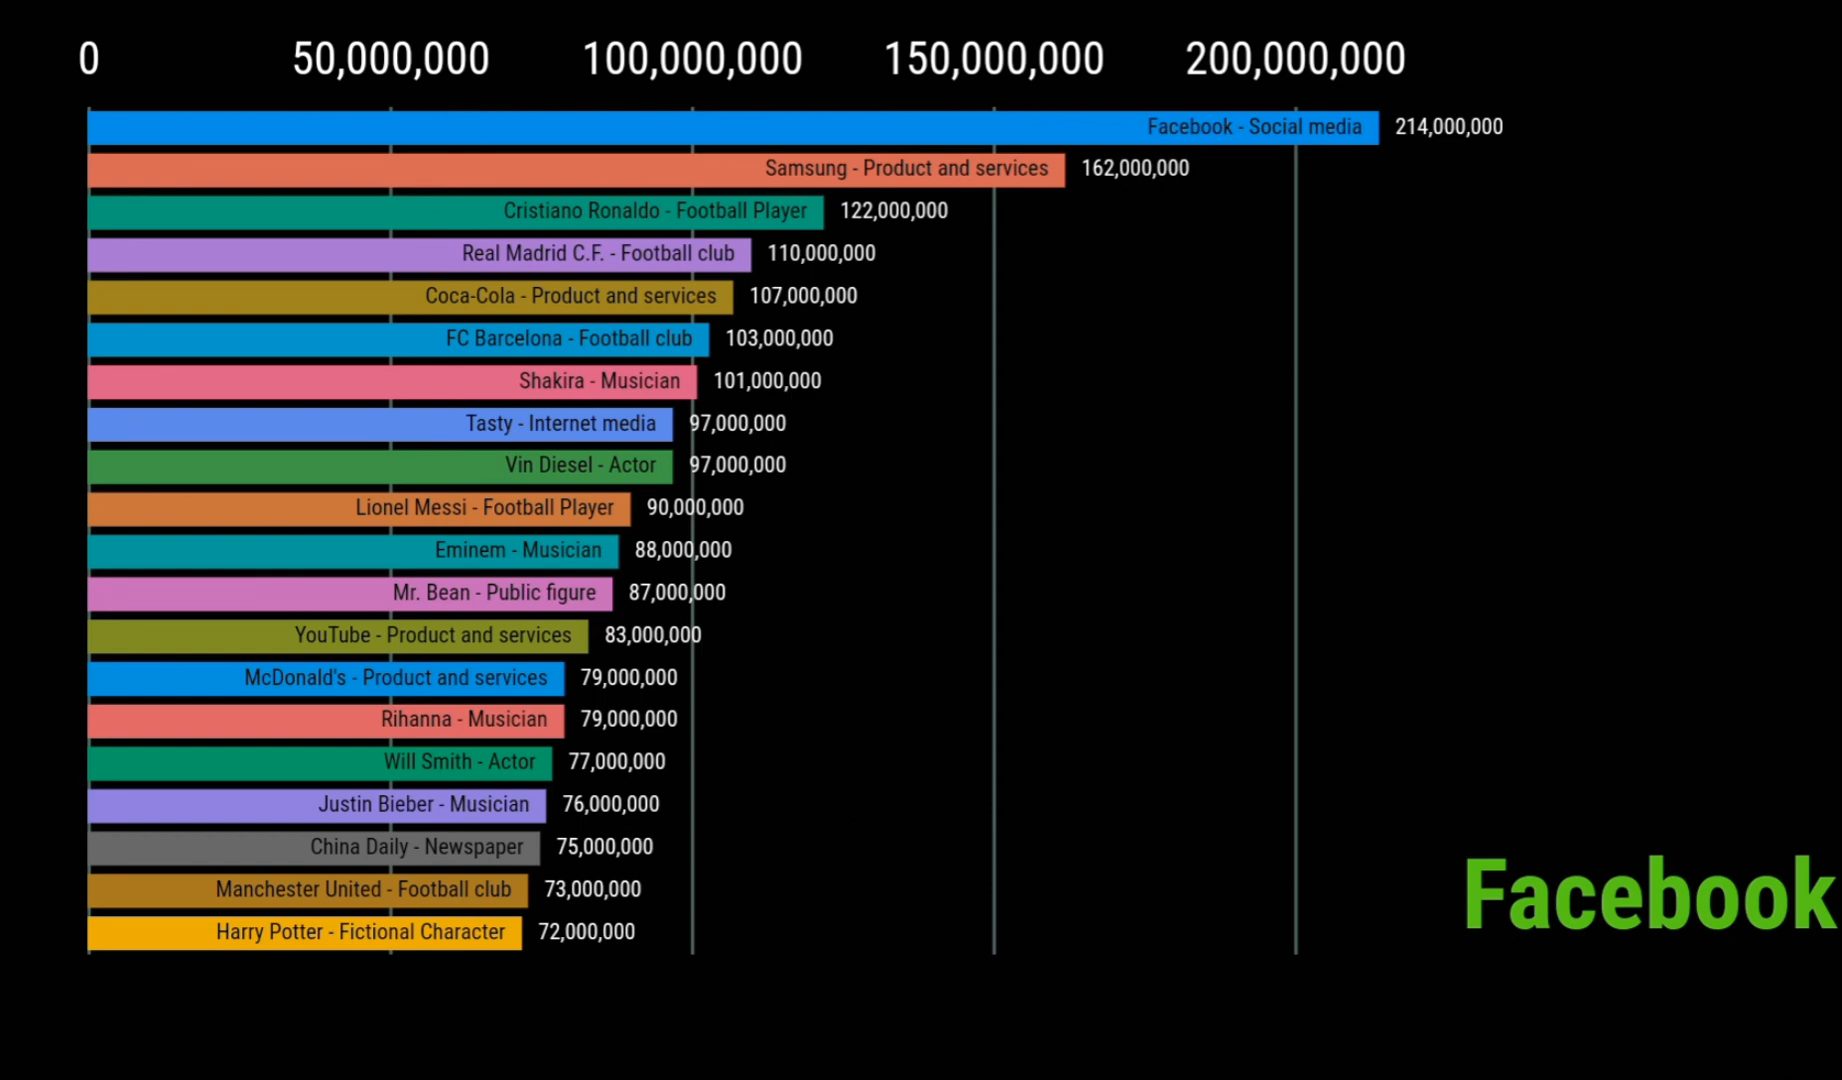 0 50,000,000 100,000,000 150,000,000 200,000,000
Facebook - Social media 214,000,000
Samsung - Product and services 162,000,000
Cristiano Ronaldo - Football Player 122,000,000
Real Madrid C.F. - Football club 110,000,000
Coca-Cola - Product and services 107,000,000
FC Barcelona - Football club 103,000,000
Shakira - Musician 101,000,000
Tasty - Internet media 97,000,000
Vin Diesel - Actor 97,000,000
Lionel Messi - Football Player 90,000,000
Eminem - Musician 88,000,000
Mr. Bean - Public figure 87,000,000
YouTube - Product and services 83,000,000
McDonald's - Product and services 79,000,000
Rihanna - Musician 79,000,000
Will Smith - Actor 77,000,000
Justin Bieber - Musician 76,000,000
China Daily - Newspaper 75,000,000
Manchester United - Football club 73,000,000
Harry Potter - Fictional Character 72,000,000
Facebook